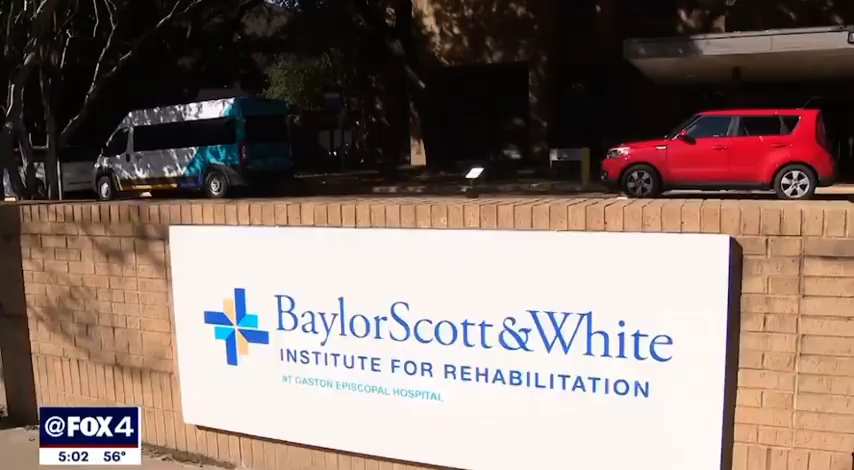 BaylorScott&White
INSTITUTE FOR REHABILITATION
AT GASTON EPISCOPAL HOSPITAL
@FOX4
5:02 56°